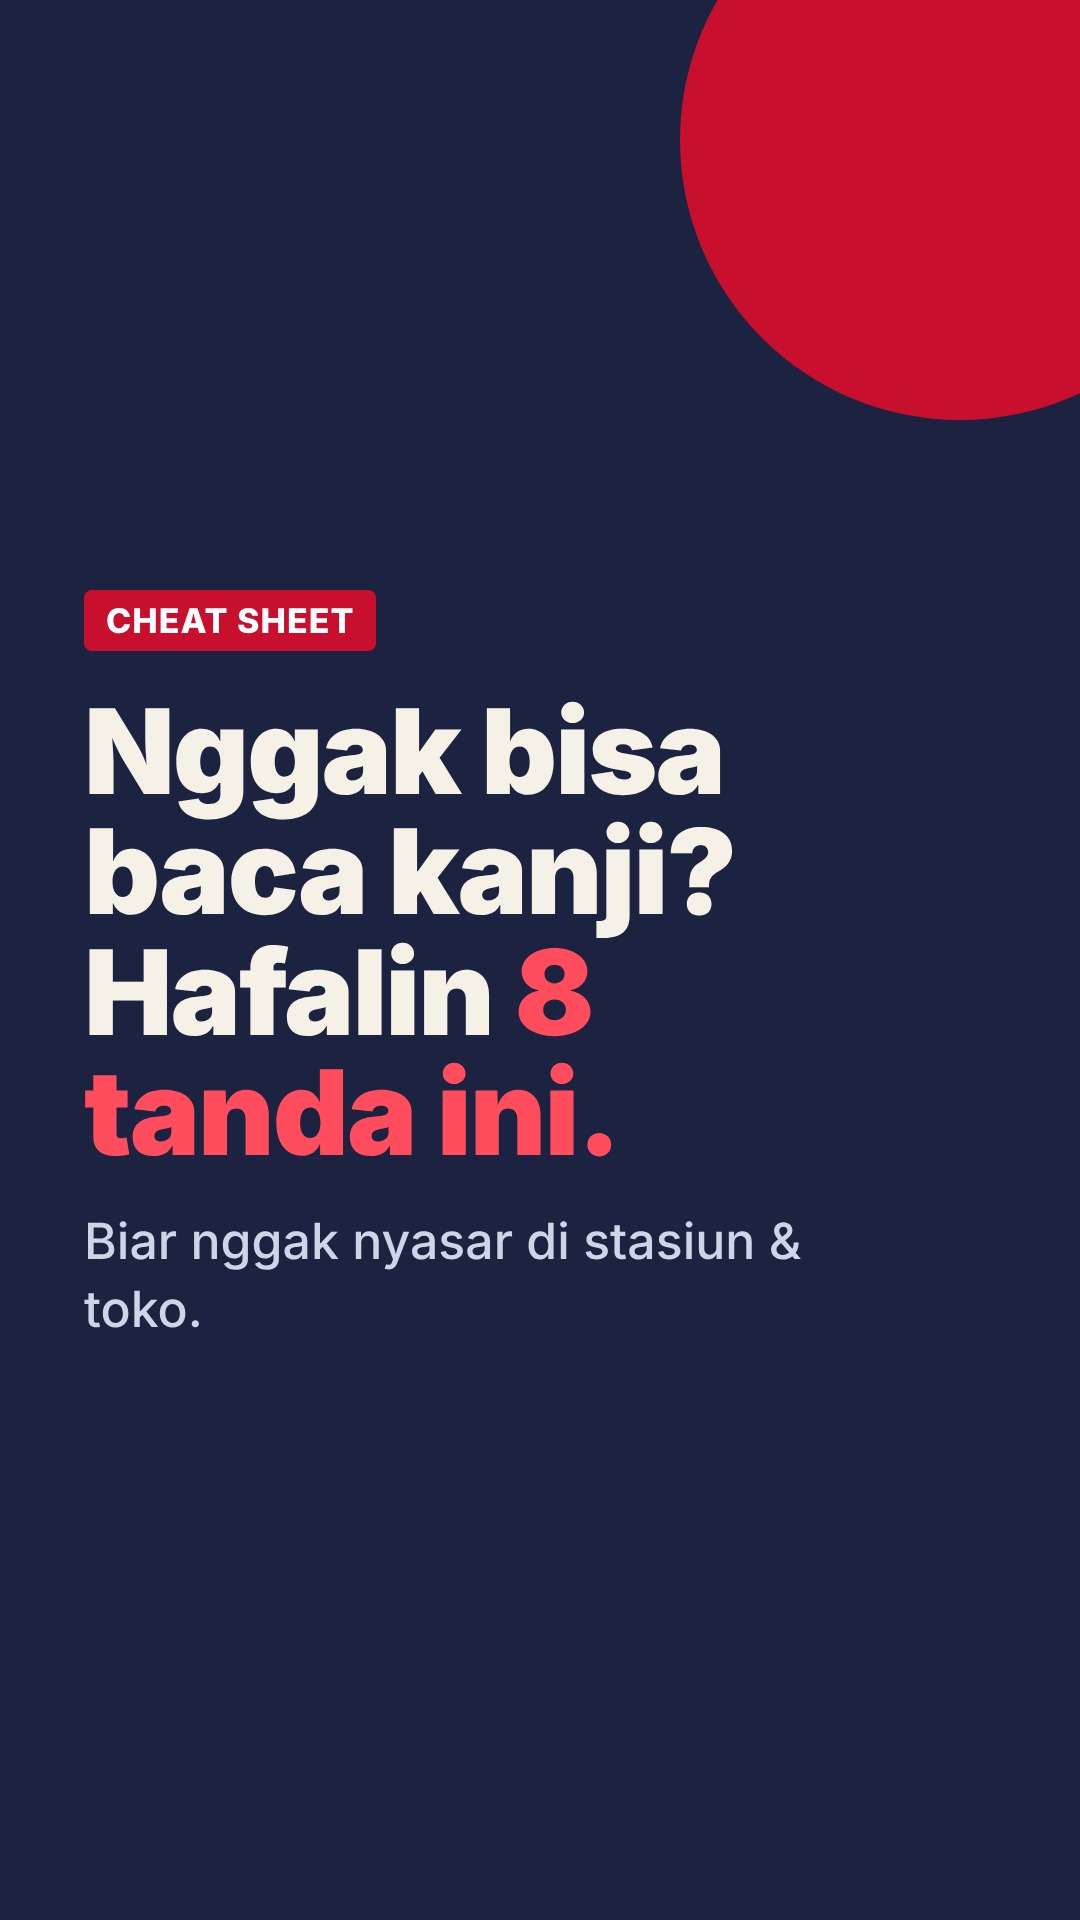 CHEAT SHEET
Nggak bisa
baca kanji?
Hafalin 8
tanda ini.
Biar nggak nyasar di stasiun &
toko.